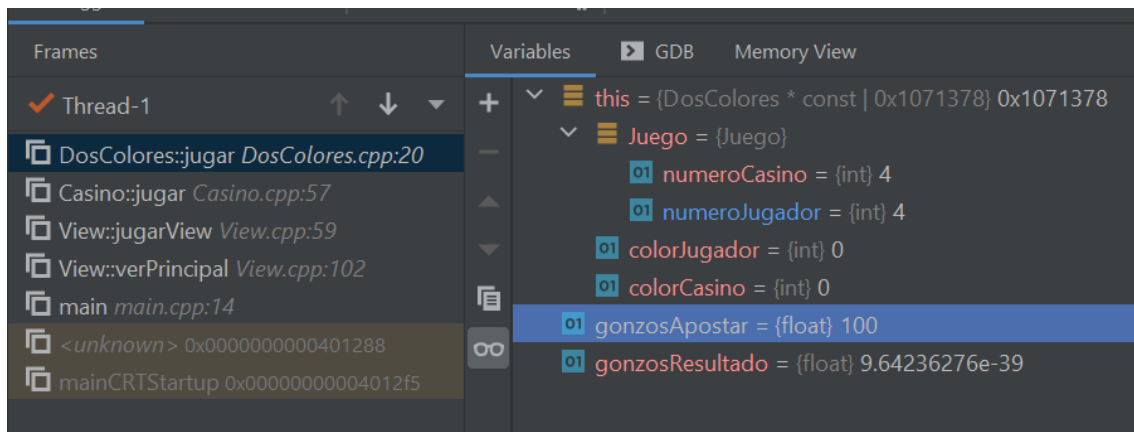 Frames
Thread-1
DosColores::jugar DosColores.cpp:20
Casino::jugar Casino.cpp:57
View::jugarView View.cpp:59
View::verPrincipal View.cpp:102
main main.cpp:14
<unknown> 0x0000000000401288
mainCRTStartup 0x00000000004012f5
Variables GDB Memory View
this = {DosColores * const | 0x1071378} 0x1071378
Juego = {Juego}
01 numeroCasino = {int} 4
01 numeroJugador = {int} 4
01 colorJugador = {int} 0
01 colorCasino = {int} 0
01 gonzosApostar = {float} 100
01 gonzosResultado = {float} 9.64236276e-39